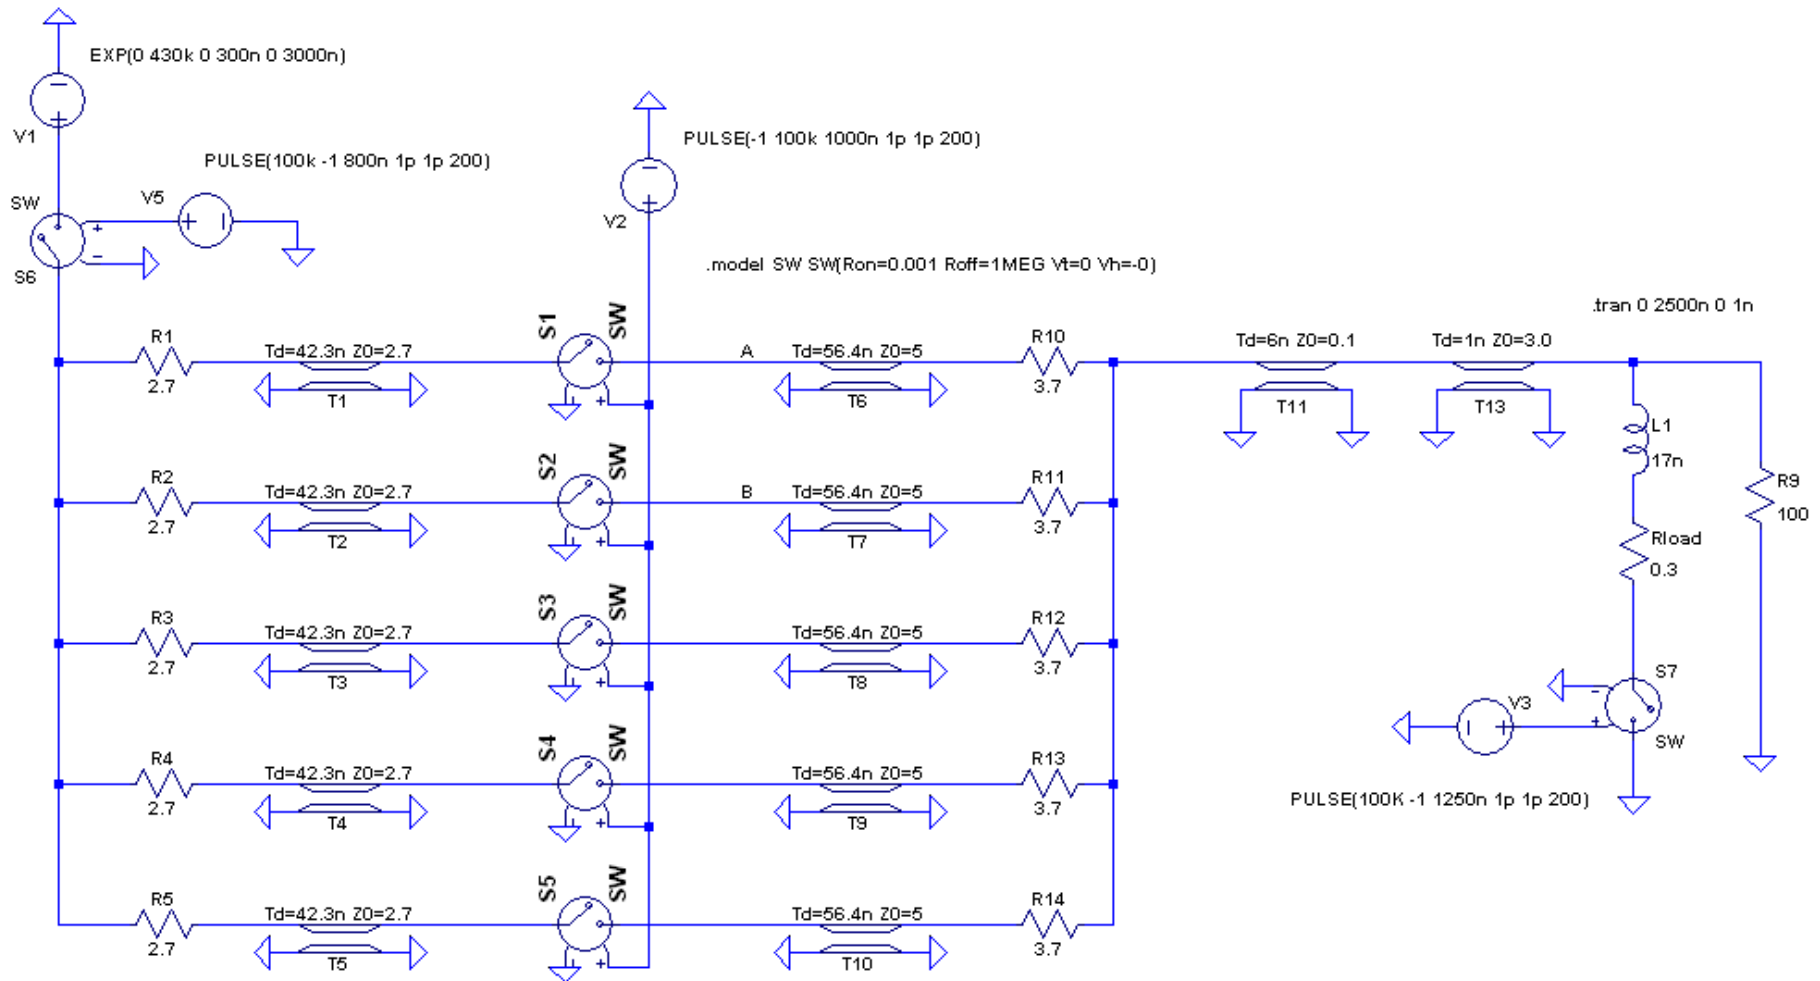 EXP(0 430k 0 300n 0 3000n)
V1
PULSE(100k -1 800n 1p 1p 200)
PULSE(-1 100k 1000n 1p 1p 200)
SW
V5
V2
S6
.model SW SW(Ron=0.001 Roff=1MEG Vt=0 Vh=-0)
.tran 0 2500n 0 1n
R1
2.7
Td=42.3n Z0=2.7
T1
S1
SW
A
Td=56.4n Z0=5
T6
R10
3.7
Td=6n Z0=0.1
T11
Td=1n Z0=3.0
T13
L1
17n
R9
100
R2
2.7
Td=42.3n Z0=2.7
T2
S2
SW
B
Td=56.4n Z0=5
T7
R11
3.7
Rload
0.3
R3
2.7
Td=42.3n Z0=2.7
T3
S3
SW
Td=56.4n Z0=5
T8
R12
3.7
S7
V3
SW
PULSE(100K -1 1250n 1p 1p 200)
R4
2.7
Td=42.3n Z0=2.7
T4
S4
SW
Td=56.4n Z0=5
T9
R13
3.7
R5
2.7
Td=42.3n Z0=2.7
T5
S5
SW
Td=56.4n Z0=5
T10
R14
3.7